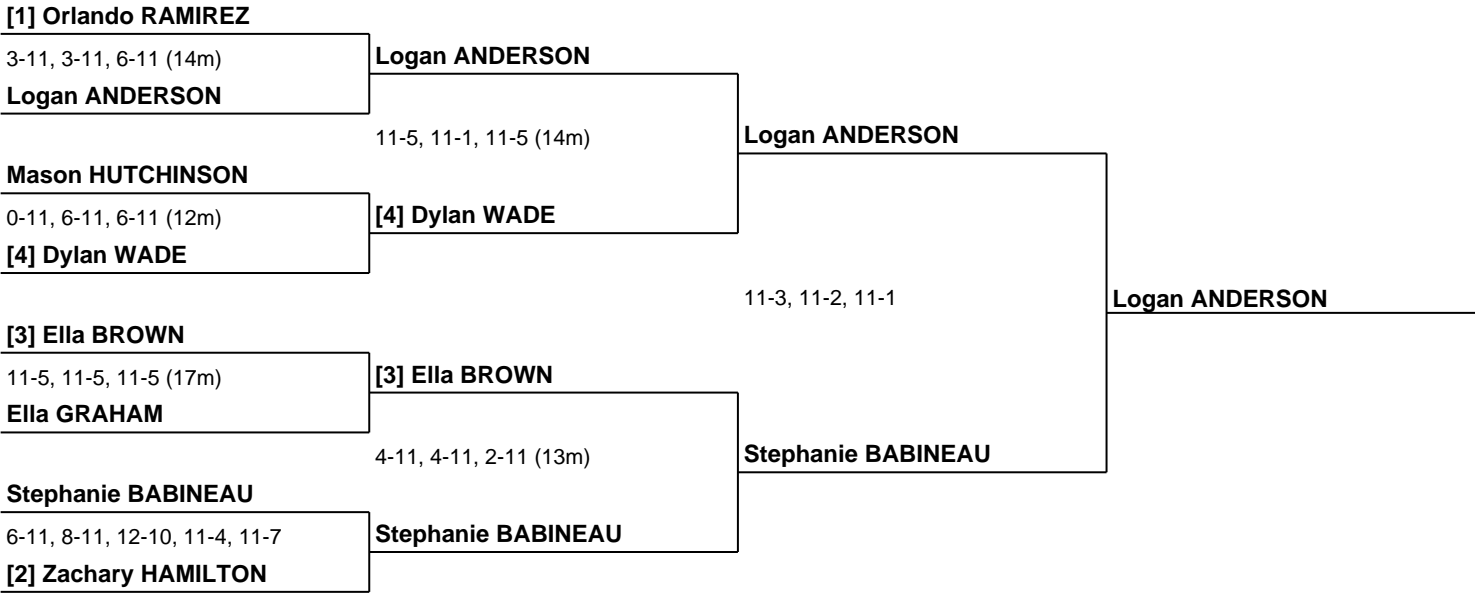 [1] Orlando RAMIREZ
3-11, 3-11, 6-11 (14m)
Logan ANDERSON
Logan ANDERSON
11-5, 11-1, 11-5 (14m)
Logan ANDERSON
Mason HUTCHINSON
0-11, 6-11, 6-11 (12m)
[4] Dylan WADE
[4] Dylan WADE
11-3, 11-2, 11-1
Logan ANDERSON
[3] Ella BROWN
11-5, 11-5, 11-5 (17m)
[3] Ella BROWN
Ella GRAHAM
4-11, 4-11, 2-11 (13m)
Stephanie BABINEAU
Stephanie BABINEAU
6-11, 8-11, 12-10, 11-4, 11-7
Stephanie BABINEAU
[2] Zachary HAMILTON